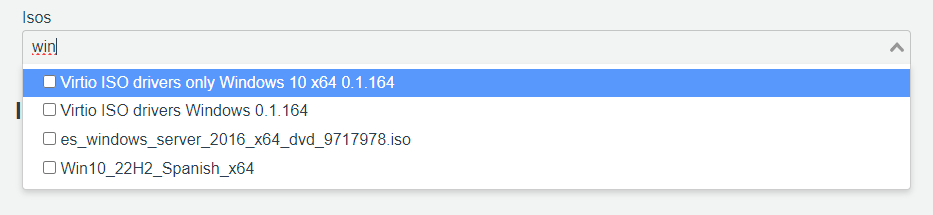 Isos
win
Virtio ISO drivers only Windows 10 x64 0.1.164
Virtio ISO drivers Windows 0.1.164
es_windows_server_2016_x64_dvd_9717978.iso
Win10_22H2_Spanish_x64